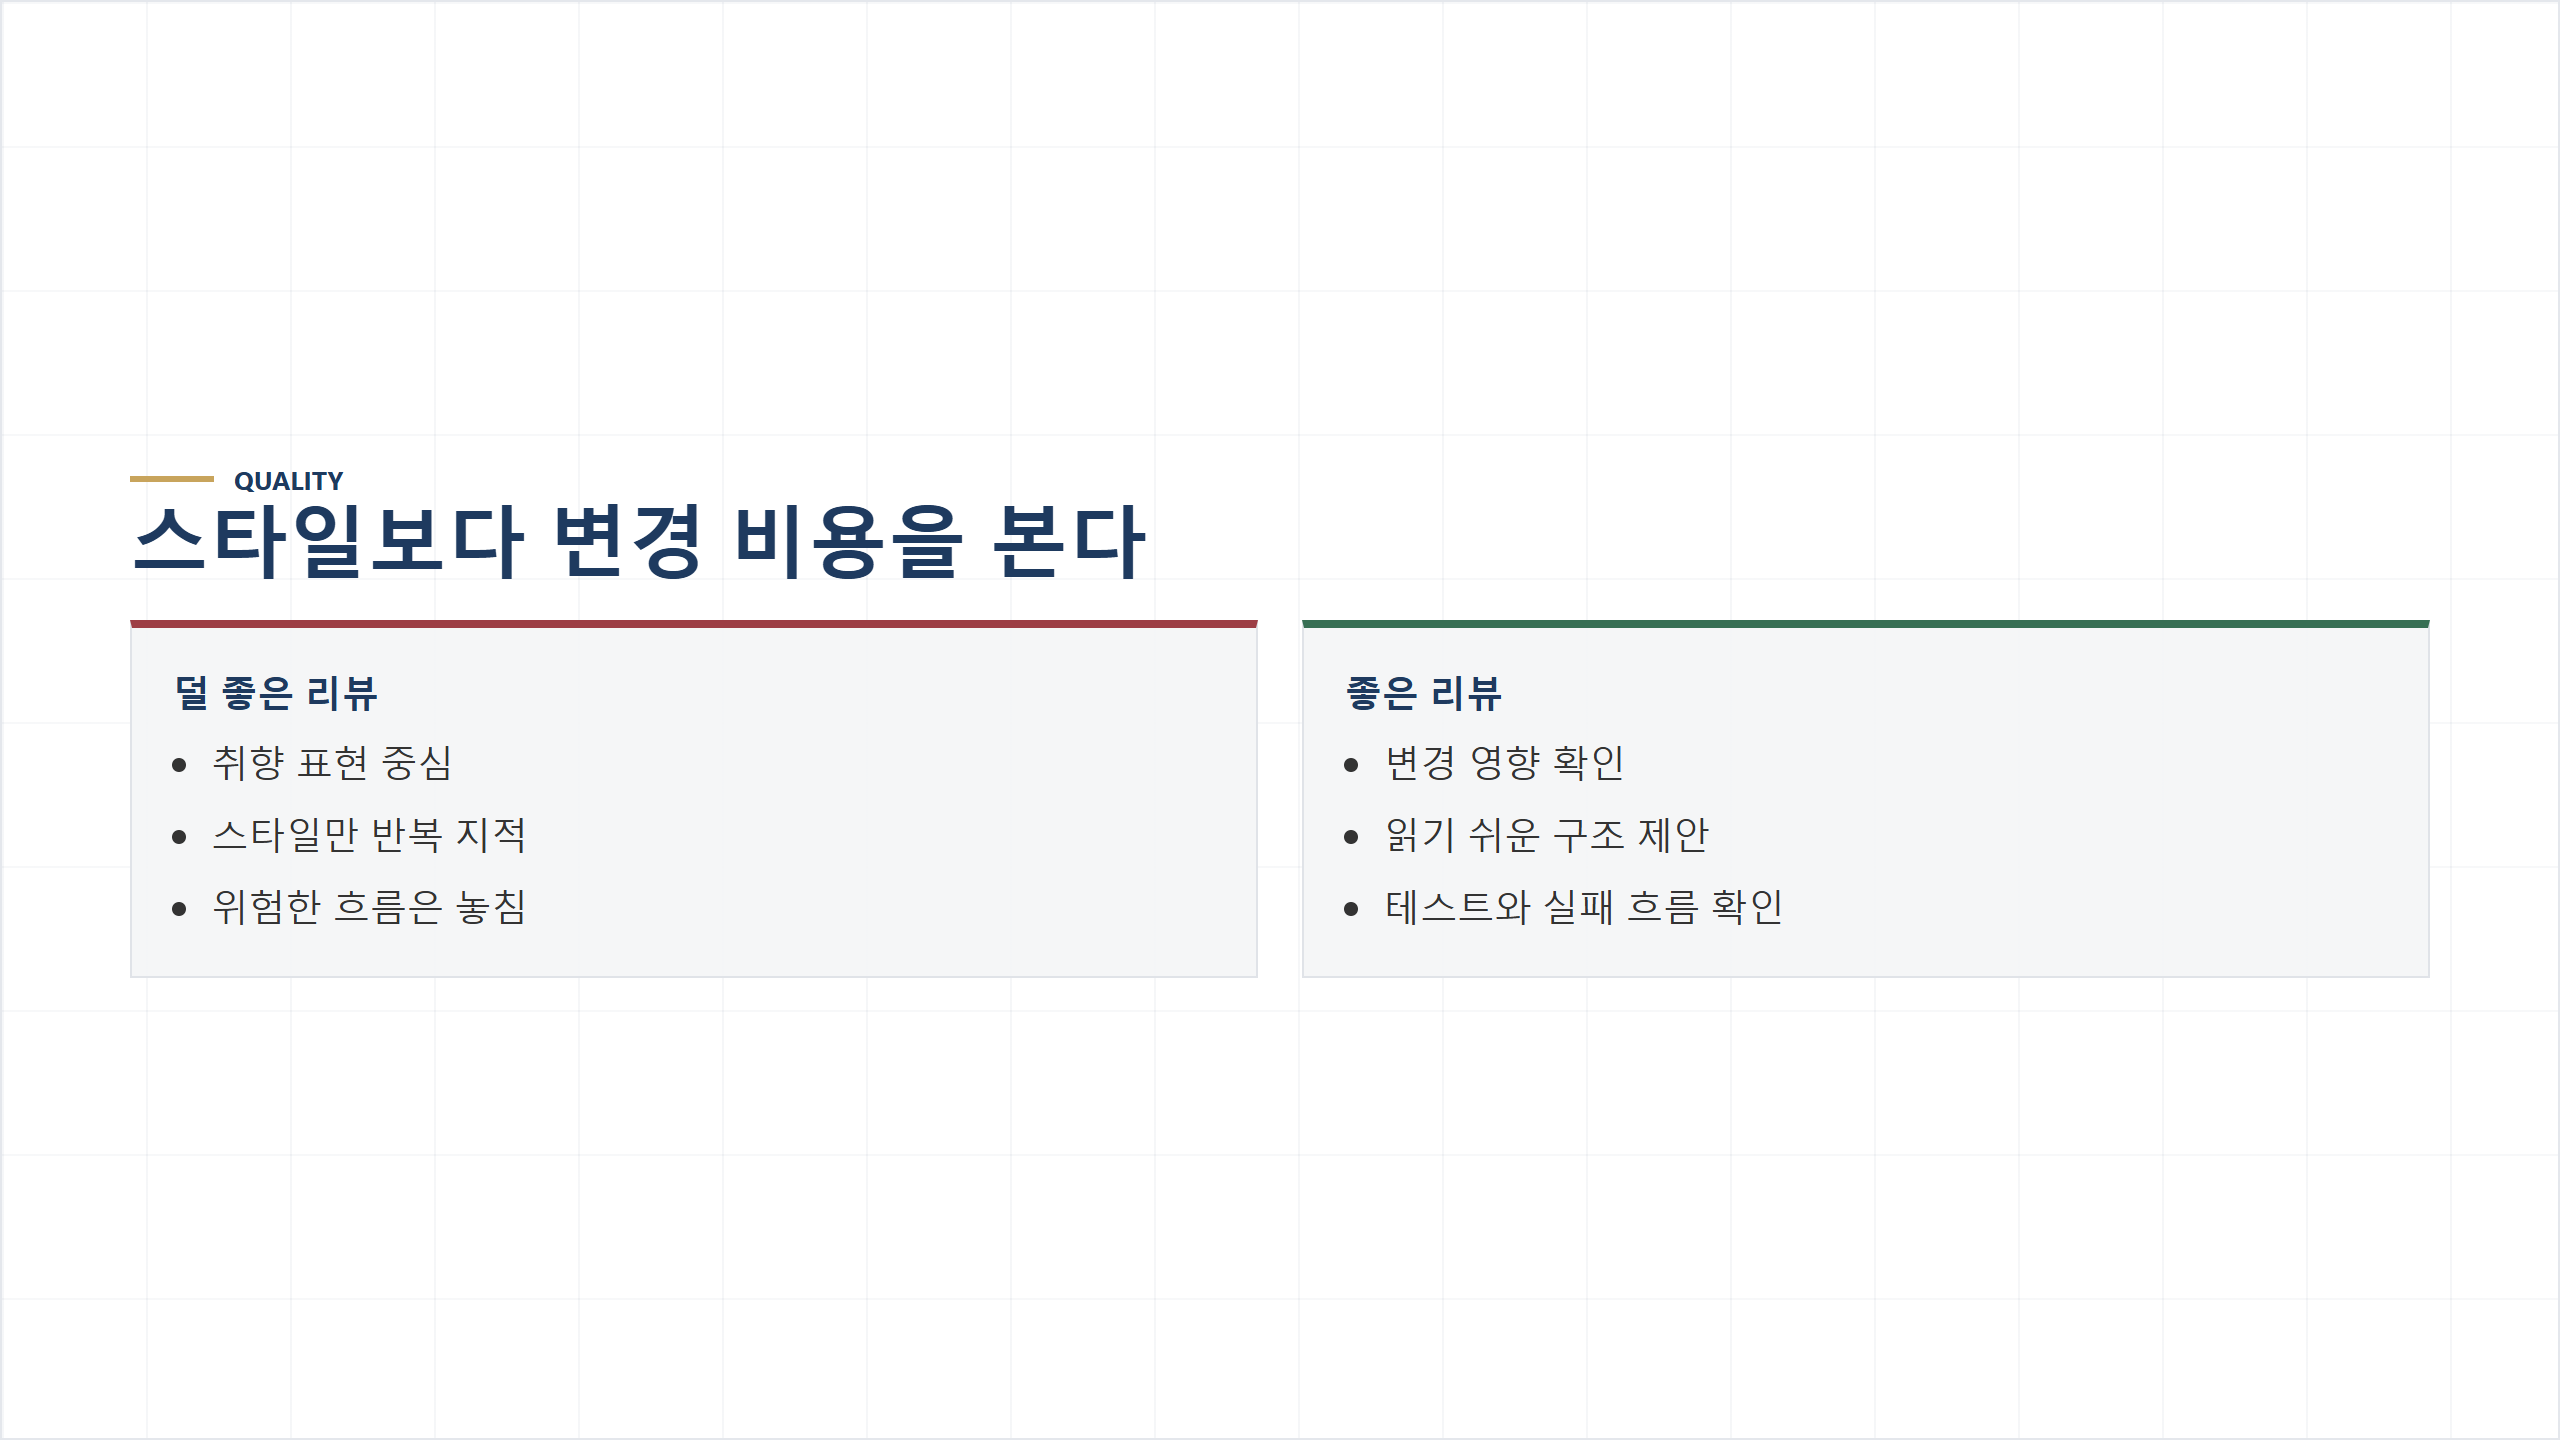 QUALITY
스타일보다 변경 비용을 본다
덜 좋은 리뷰
취향 표현 중심
스타일만 반복 지적
위험한 흐름은 놓침
좋은 리뷰
변경 영향 확인
읽기 쉬운 구조 제안
테스트와 실패 흐름 확인